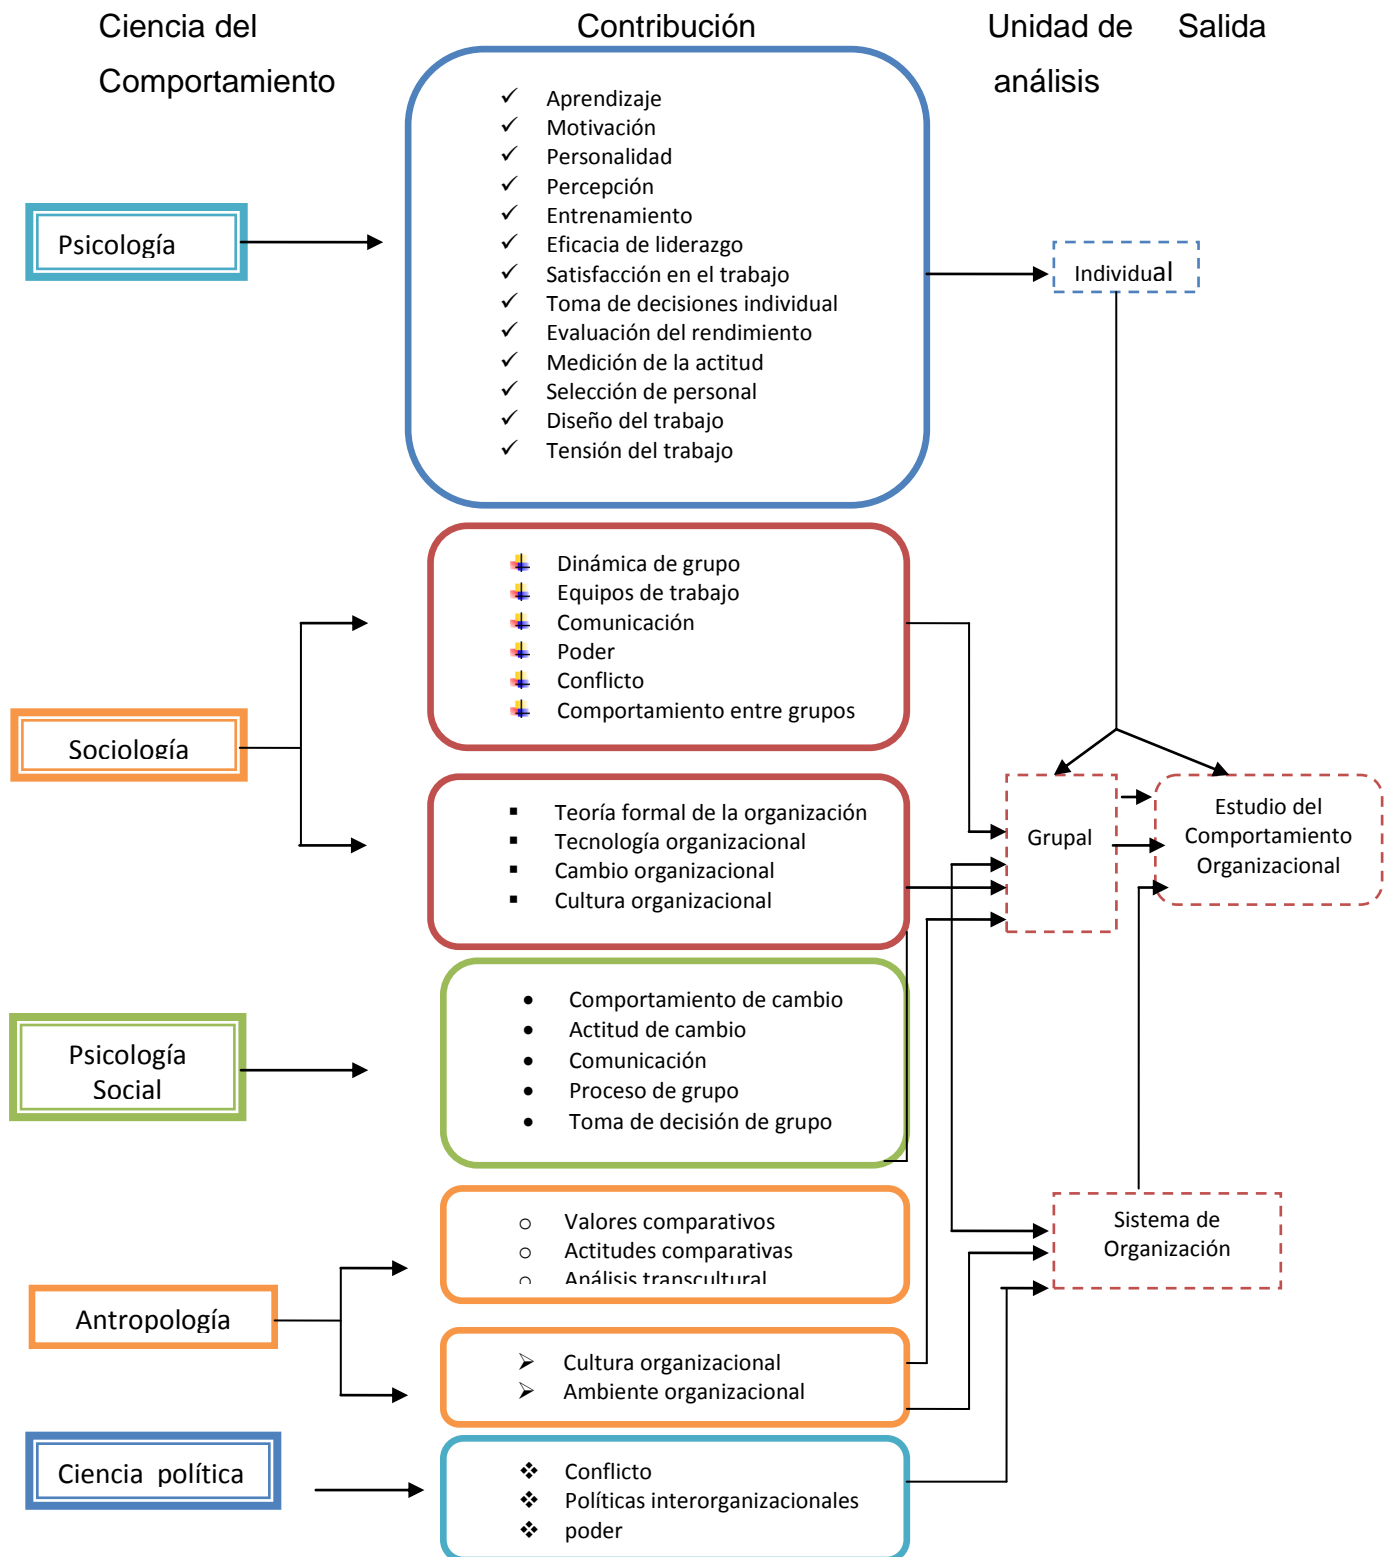 Ciencia del
Comportamiento
Contribución
Unidad de
análisis
Salida
Psicología
Aprendizaje
Motivación
Personalidad
Percepción
Entrenamiento
Eficacia de liderazgo
Satisfacción en el trabajo
Toma de decisiones individual
Evaluación del rendimiento
Medición de la actitud
Selección de personal
Diseño del trabajo
Tensión del trabajo
Individual
Sociología
Dinámica de grupo
Equipos de trabajo
Comunicación
Poder
Conflicto
Comportamiento entre grupos
Teoría formal de la organización
Tecnología organizacional
Cambio organizacional
Cultura organizacional
Grupal
Estudio del
Comportamiento
Organizacional
Psicología
Social
Comportamiento de cambio
Actitud de cambio
Comunicación
Proceso de grupo
Toma de decisión de grupo
Antropología
Valores comparativos
Actitudes comparativas
Análisis transcultural
Cultura organizacional
Ambiente organizacional
Sistema de
Organización
Ciencia política
Conflicto
Políticas interorganizacionales
poder